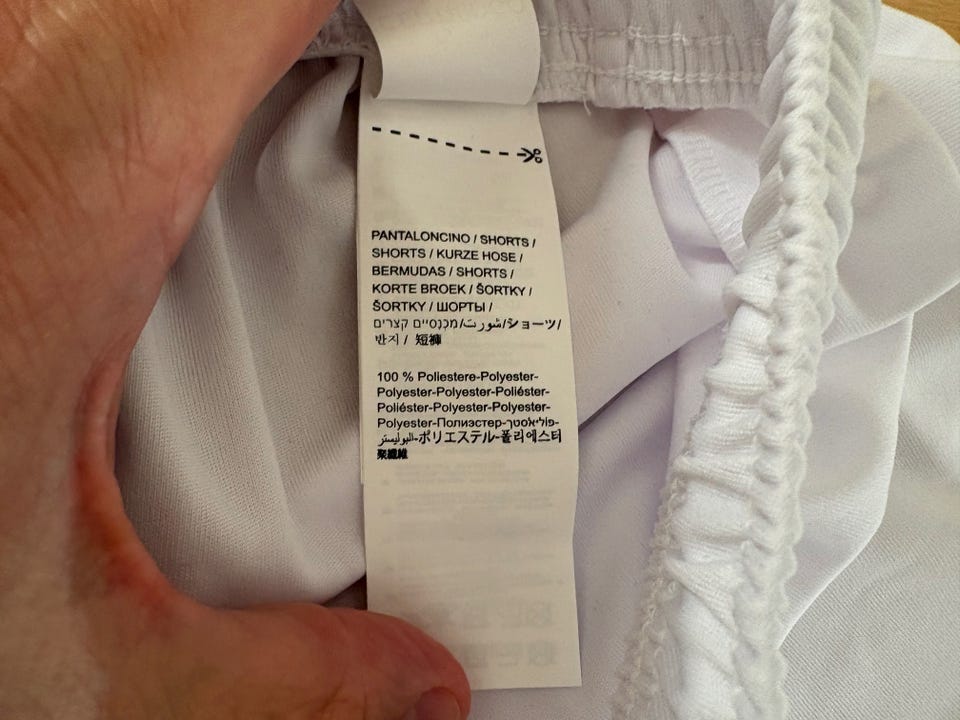 PANTALONCINO / SHORTS /
SHORTS / KURZE HOSE /
BERMUDAS / SHORTS /
KORTE BROEK / ŠORTKY /
ŠORTKY / ШОРТЫ /
מכנסיים קצרים/شورت/ショーツ/
반지 / 短褲
100 % Poliestere-Polyester-
Polyester-Polyester-Poliéster-
Poliéster-Polyester-Polyester-
Polyester-Полиэстер-פוליאסטר-
البوليستر-ポリエステル-폴리에스터
聚纖維